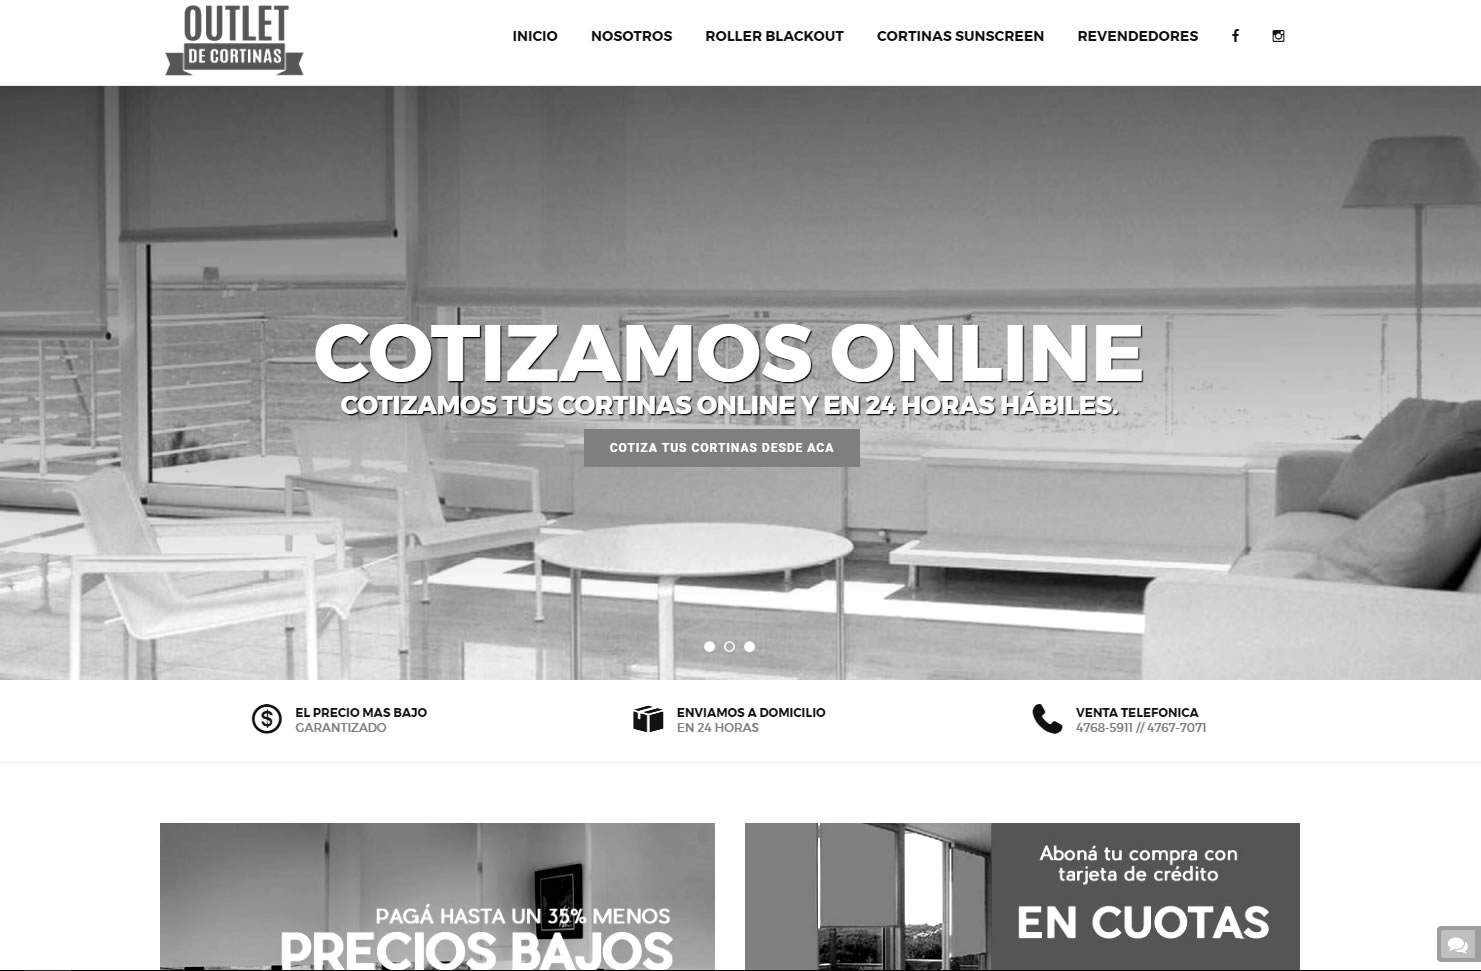 OUTLET
DE CORTINAS
INICIO NOSOTROS ROLLER BLACKOUT CORTINAS SUNSCREEN REVENDEDORES
COTIZAMOS ONLINE
COTIZAMOS TUS CORTINAS ONLINE Y EN 24 HORAS HÁBILES.
COTIZA TUS CORTINAS DESDE ACA
EL PRECIO MAS BAJO
GARANTIZADO
ENVIAMOS A DOMICILIO
EN 24 HORAS
VENTA TELEFONICA
4768-5911 // 4767-7071
PAGÁ HASTA UN 35% MENOS
PRECIOS BAJOS
Aboná tu compra con
tarjeta de crédito
EN CUOTAS